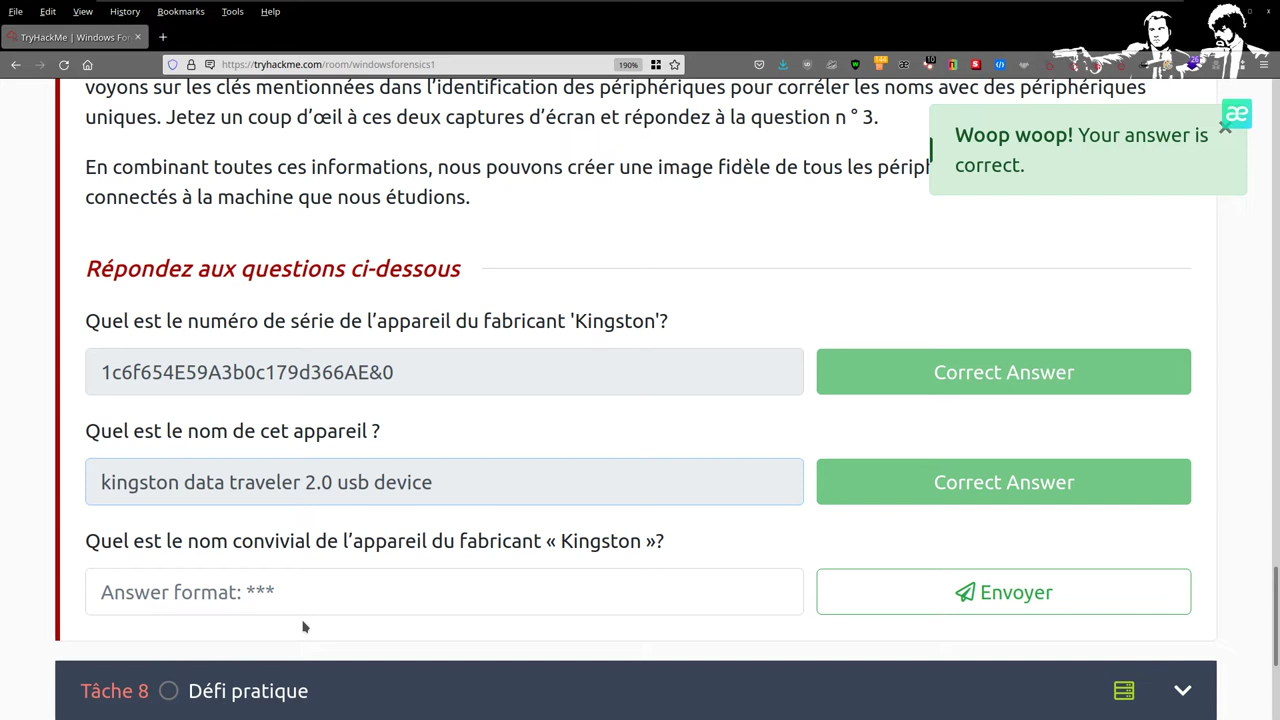 File Edit View History Bookmarks Tools Help
TryHackMe | Windows Fo
https://tryhackme.com/room/windowsforensics1
190%
voyons sur les clés mentionnées dans l’identification des périphériques pour corréler les noms avec des périphériques
uniques. Jetez un coup d’œil à ces deux captures d’écran et répondez à la question n ° 3.
Woop woop! Your answer is
correct.
En combinant toutes ces informations, nous pouvons créer une image fidèle de tous les périph
connectés à la machine que nous étudions.
Répondez aux questions ci-dessous
Quel est le numéro de série de l’appareil du fabricant 'Kingston'?
1c6f654E59A3b0c179d366AE&0
Correct Answer
Quel est le nom de cet appareil ?
kingston data traveler 2.0 usb device
Correct Answer
Quel est le nom convivial de l’appareil du fabricant « Kingston »?
Answer format: ***
Envoyer
Tâche 8 Défi pratique